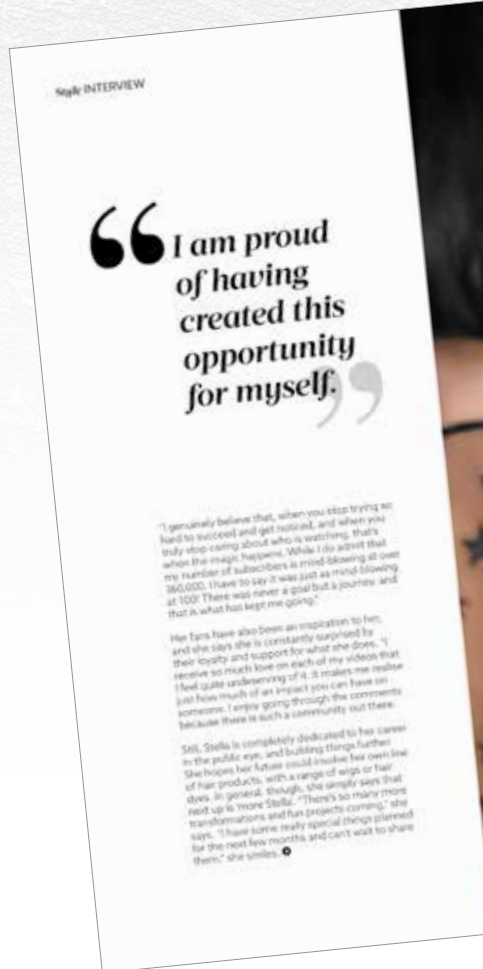 Style INTERVIEW
“I am proud
of having
created this
opportunity
for myself.”
"I genuinely believe that, when you stop trying so
hard to succeed and get noticed, and when you
truly stop caring about who is watching, that's
when the magic happens. While I do admit that
my number of subscribers is mind-blowing at over
360,000, I have to say it was just as mind-blowing
at 100! There was never a goal but a journey, and
that is what has kept me going."
Her fans have also been an inspiration to her,
and she says she is constantly surprised by
their loyalty and support for what she does. "I
receive so much love on each of my videos that
I feel quite undeserving of it. It makes me realise
just how much of an impact you can have on
someone. I enjoy going through the comments
because there is such a community out there.
Still, Stella is completely dedicated to her career
in the public eye, and building things further.
She hopes her future could involve her own line
of hair products, with a range of wigs or hair
dyes. In general, though, she simply says that
next up is 'more Stella'. "There's so many more
transformations and fun projects coming," she
says. "I have some really special things planned
for the next few months and can't wait to share
them," she smiles.